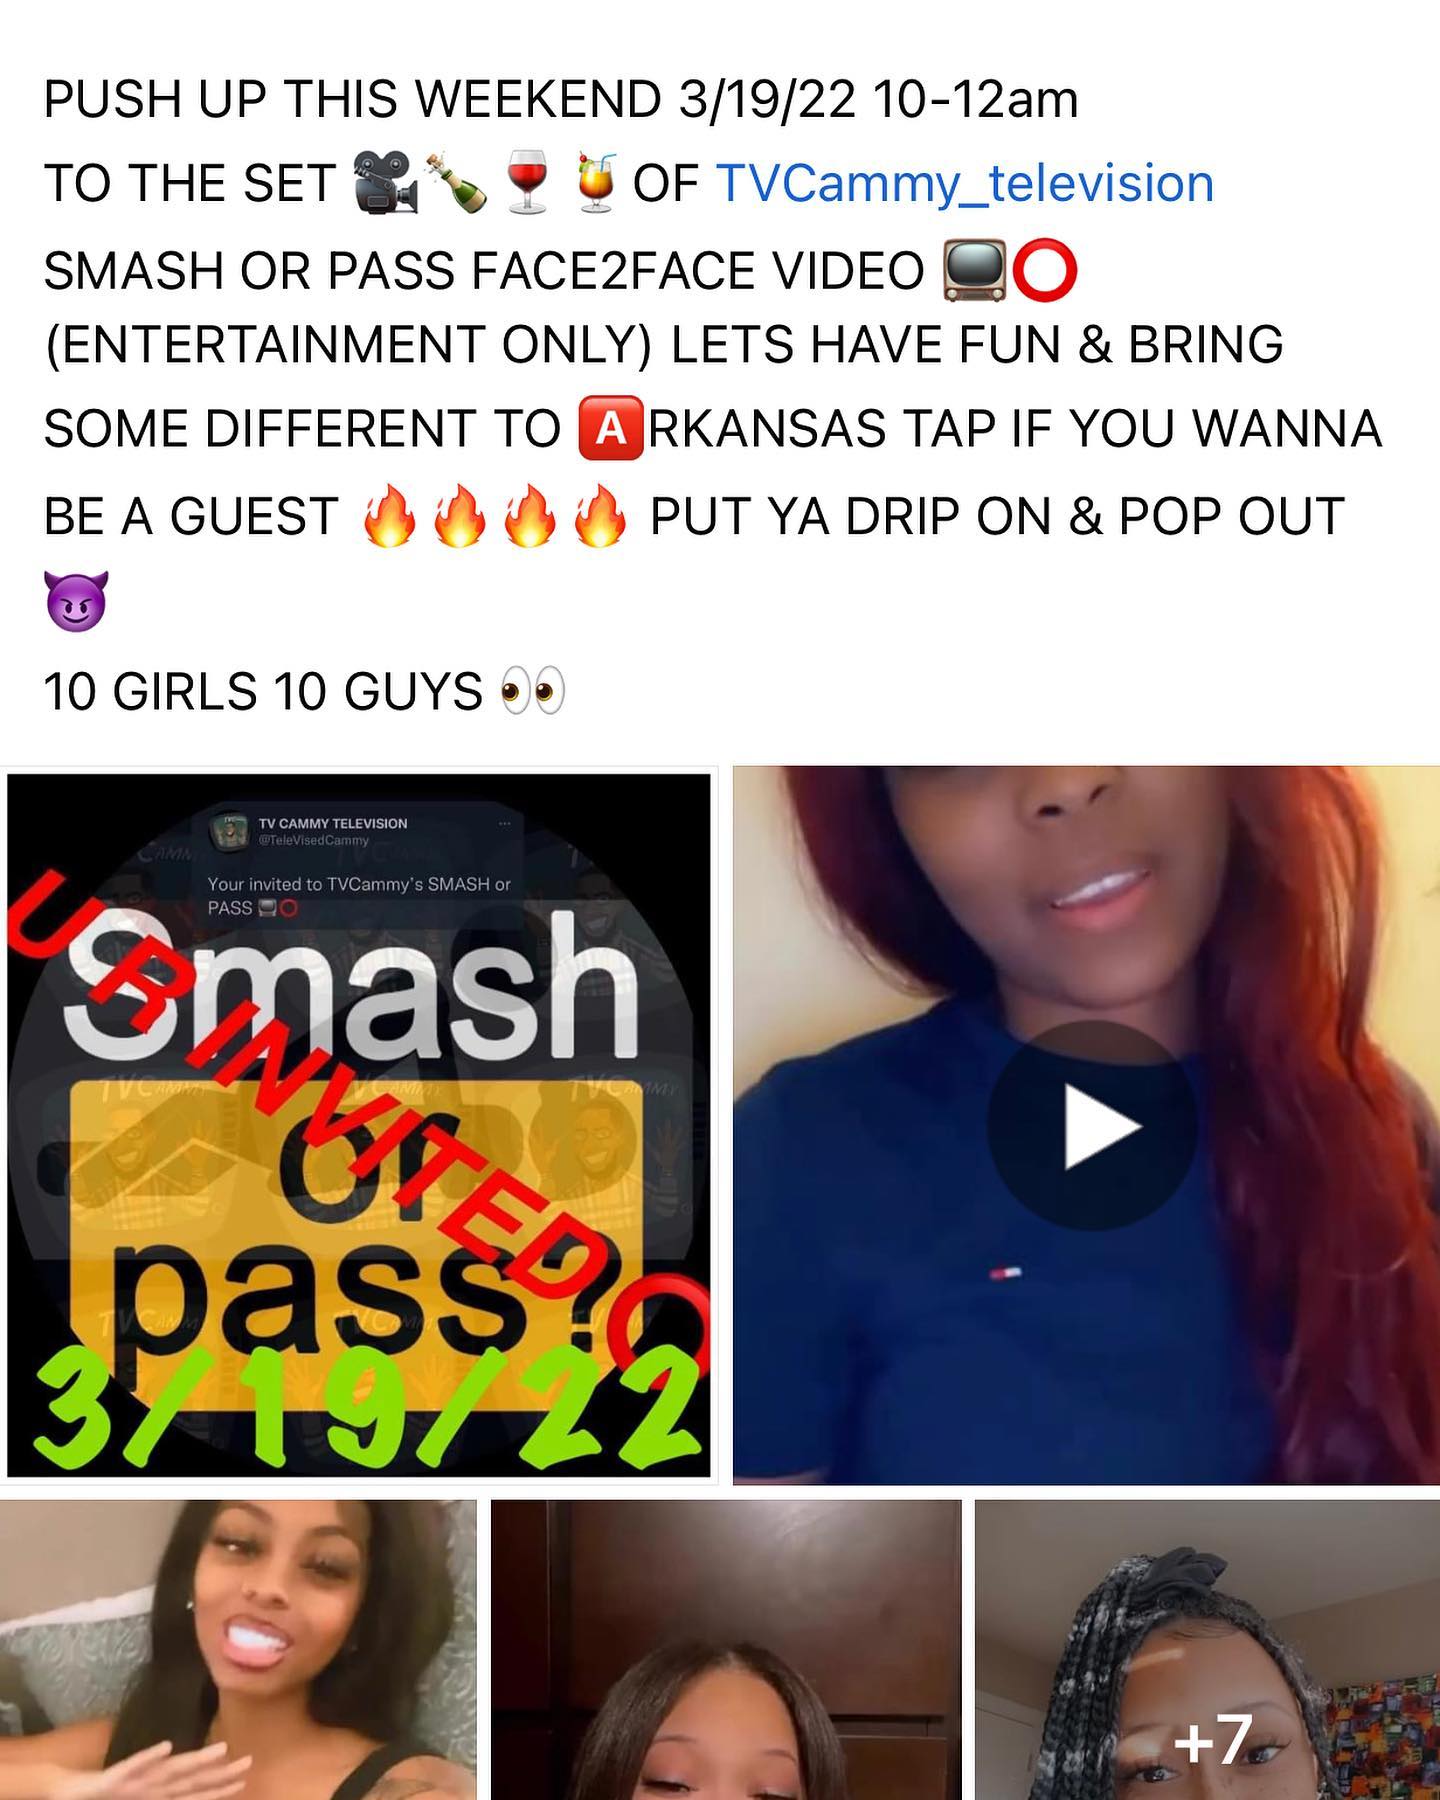 PUSH UP THIS WEEKEND 3/19/22 10-12am
TO THE SET 🎥🍾🍷🍹OF TVCammy_television
SMASH OR PASS FACE2FACE VIDEO 📺⭕
(ENTERTAINMENT ONLY) LETS HAVE FUN & BRING
SOME DIFFERENT TO 🅰️RKANSAS TAP IF YOU WANNA
BE A GUEST 🔥🔥🔥🔥 PUT YA DRIP ON & POP OUT
😈
10 GIRLS 10 GUYS 👀
TV CAMMY TELEVISION
@TeleVisedCammy
Your invited to TVCammy's SMASH or
PASS 📺⭕
U R INVITED⭕
Smash
or
pass?
3/19/22
TVCAMMY
TVCAMMY
TVCAMMY
+7